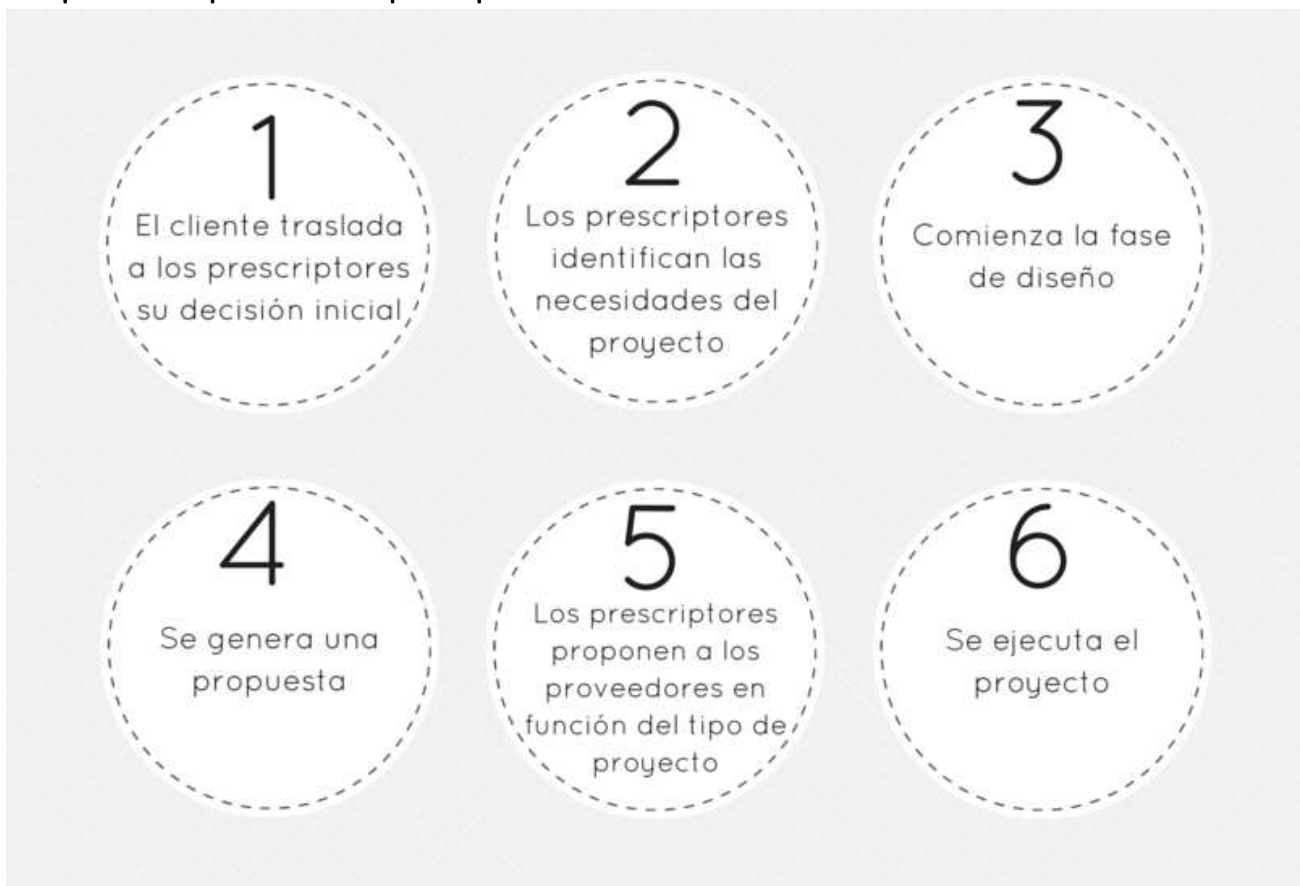 1
El cliente traslada
a los prescriptores
su decisión inicial
2
Los prescriptores
identifican las
necesidades del
proyecto
3
Comienza la fase
de diseño
4
Se genera una
propuesta
5
Los prescriptores
proponen a los
proveedores en
función del tipo de
proyecto
6
Se ejecuta el
proyecto